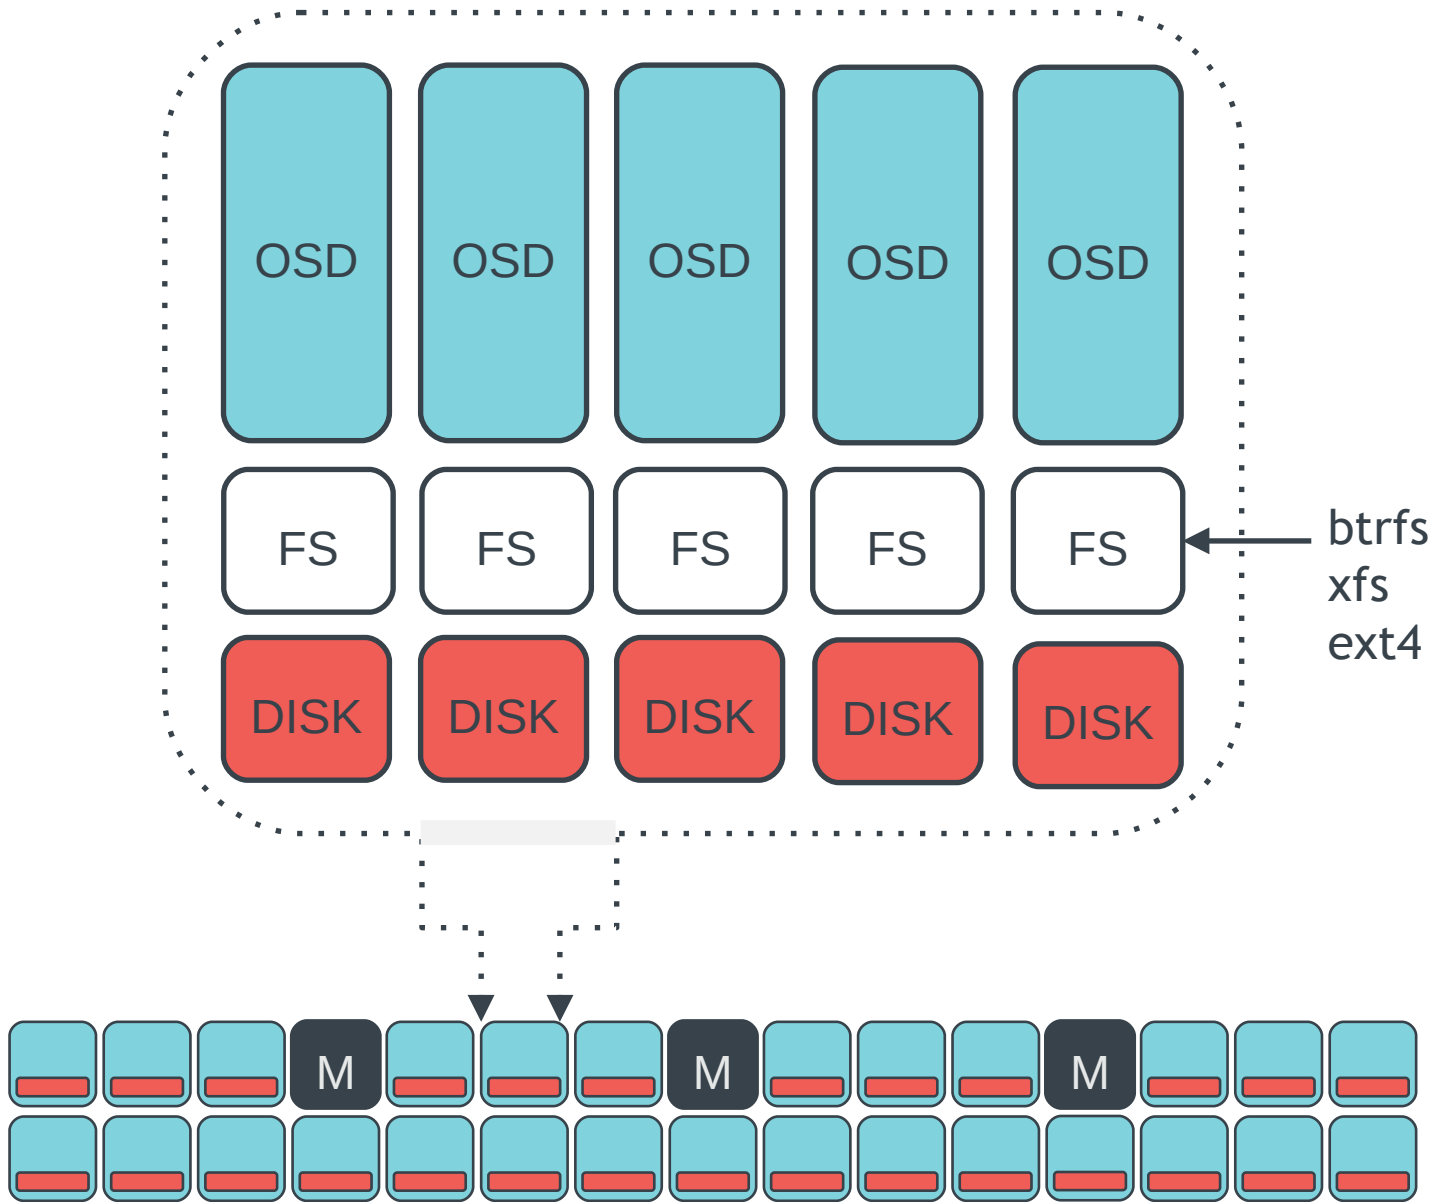 OSD OSD OSD OSD OSD
FS FS FS FS FS
btrfs
xfs
ext4
DISK DISK DISK DISK DISK
M M M